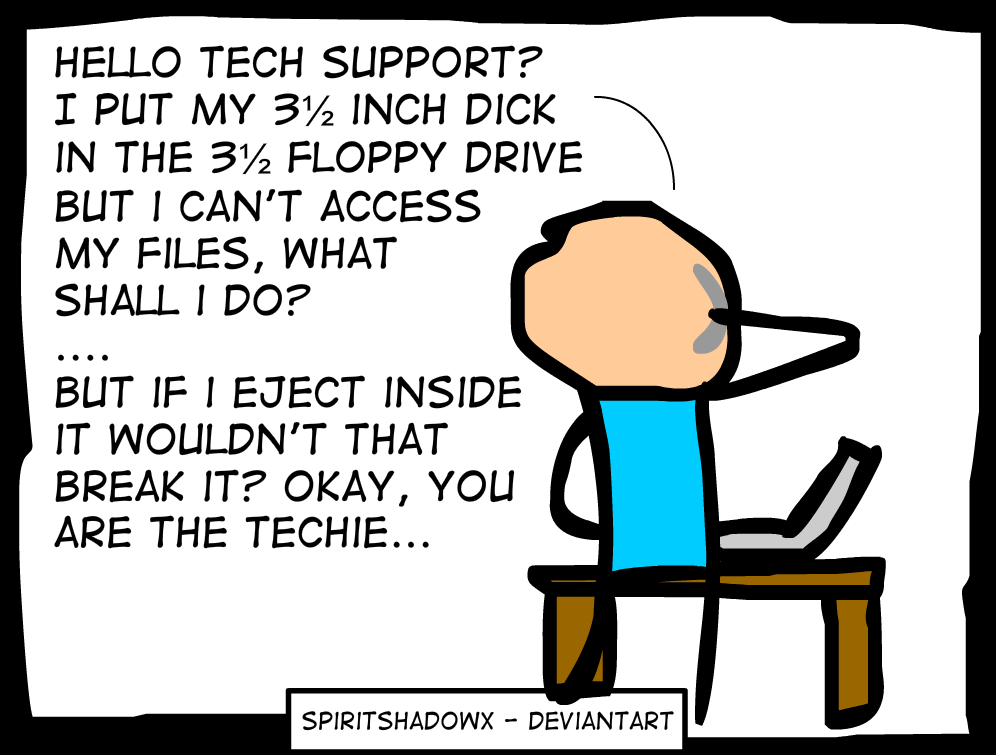 HELLO TECH SUPPORT?
I PUT MY 3½ INCH DICK
IN THE 3½ FLOPPY DRIVE
BUT I CAN'T ACCESS
MY FILES, WHAT
SHALL I DO?
....
BUT IF I EJECT INSIDE
IT WOULDN'T THAT
BREAK IT? OKAY, YOU
ARE THE TECHIE...
SPIRITSHADOWX - DEVIANTART